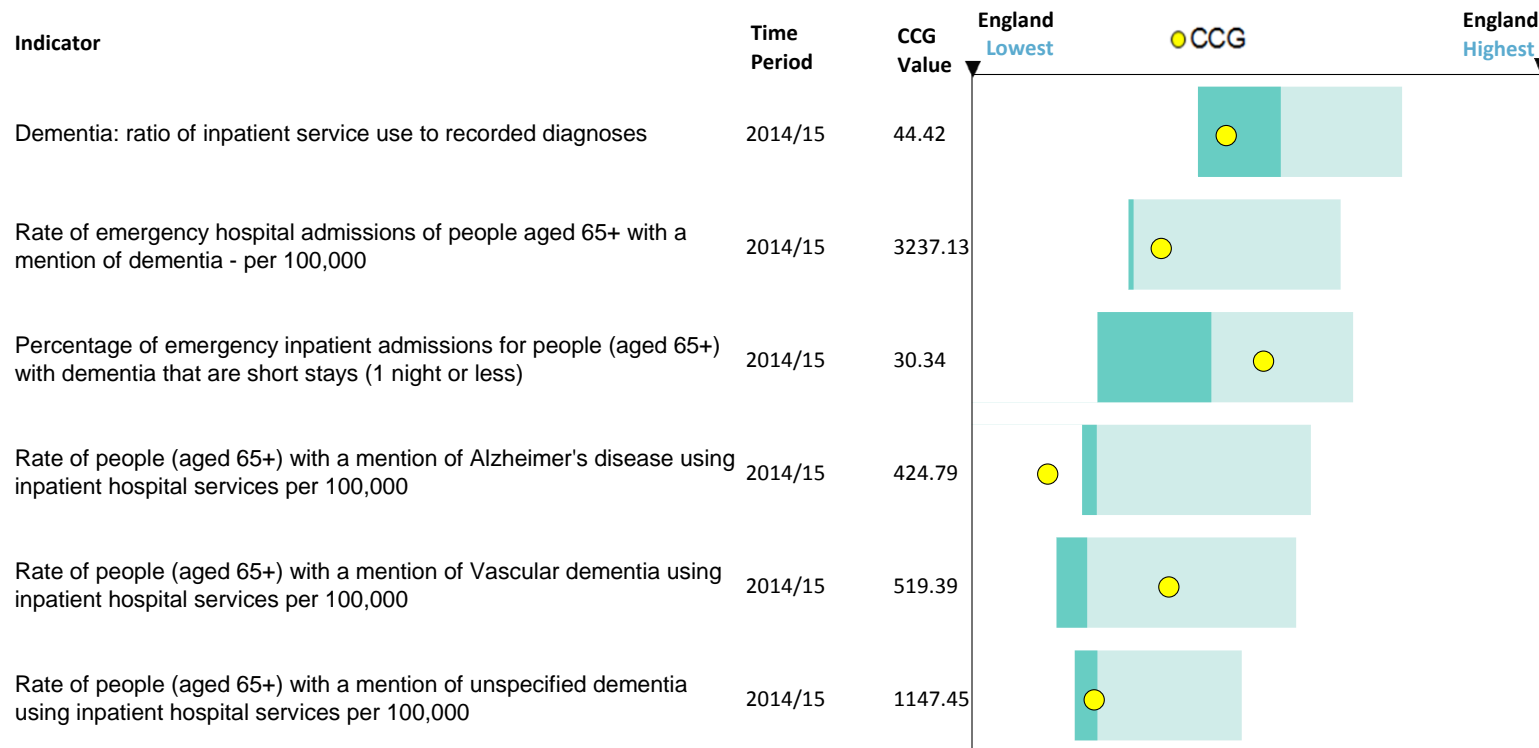 Indicator
Time Period
CCG Value
England Lowest
CCG
England Highest
Dementia: ratio of inpatient service use to recorded diagnoses
2014/15
44.42
Rate of emergency hospital admissions of people aged 65+ with a
mention of dementia - per 100,000
2014/15
3237.13
Percentage of emergency inpatient admissions for people (aged 65+)
with dementia that are short stays (1 night or less)
2014/15
30.34
Rate of people (aged 65+) with a mention of Alzheimer's disease using
inpatient hospital services per 100,000
2014/15
424.79
Rate of people (aged 65+) with a mention of Vascular dementia using
inpatient hospital services per 100,000
2014/15
519.39
Rate of people (aged 65+) with a mention of unspecified dementia
using inpatient hospital services per 100,000
2014/15
1147.45